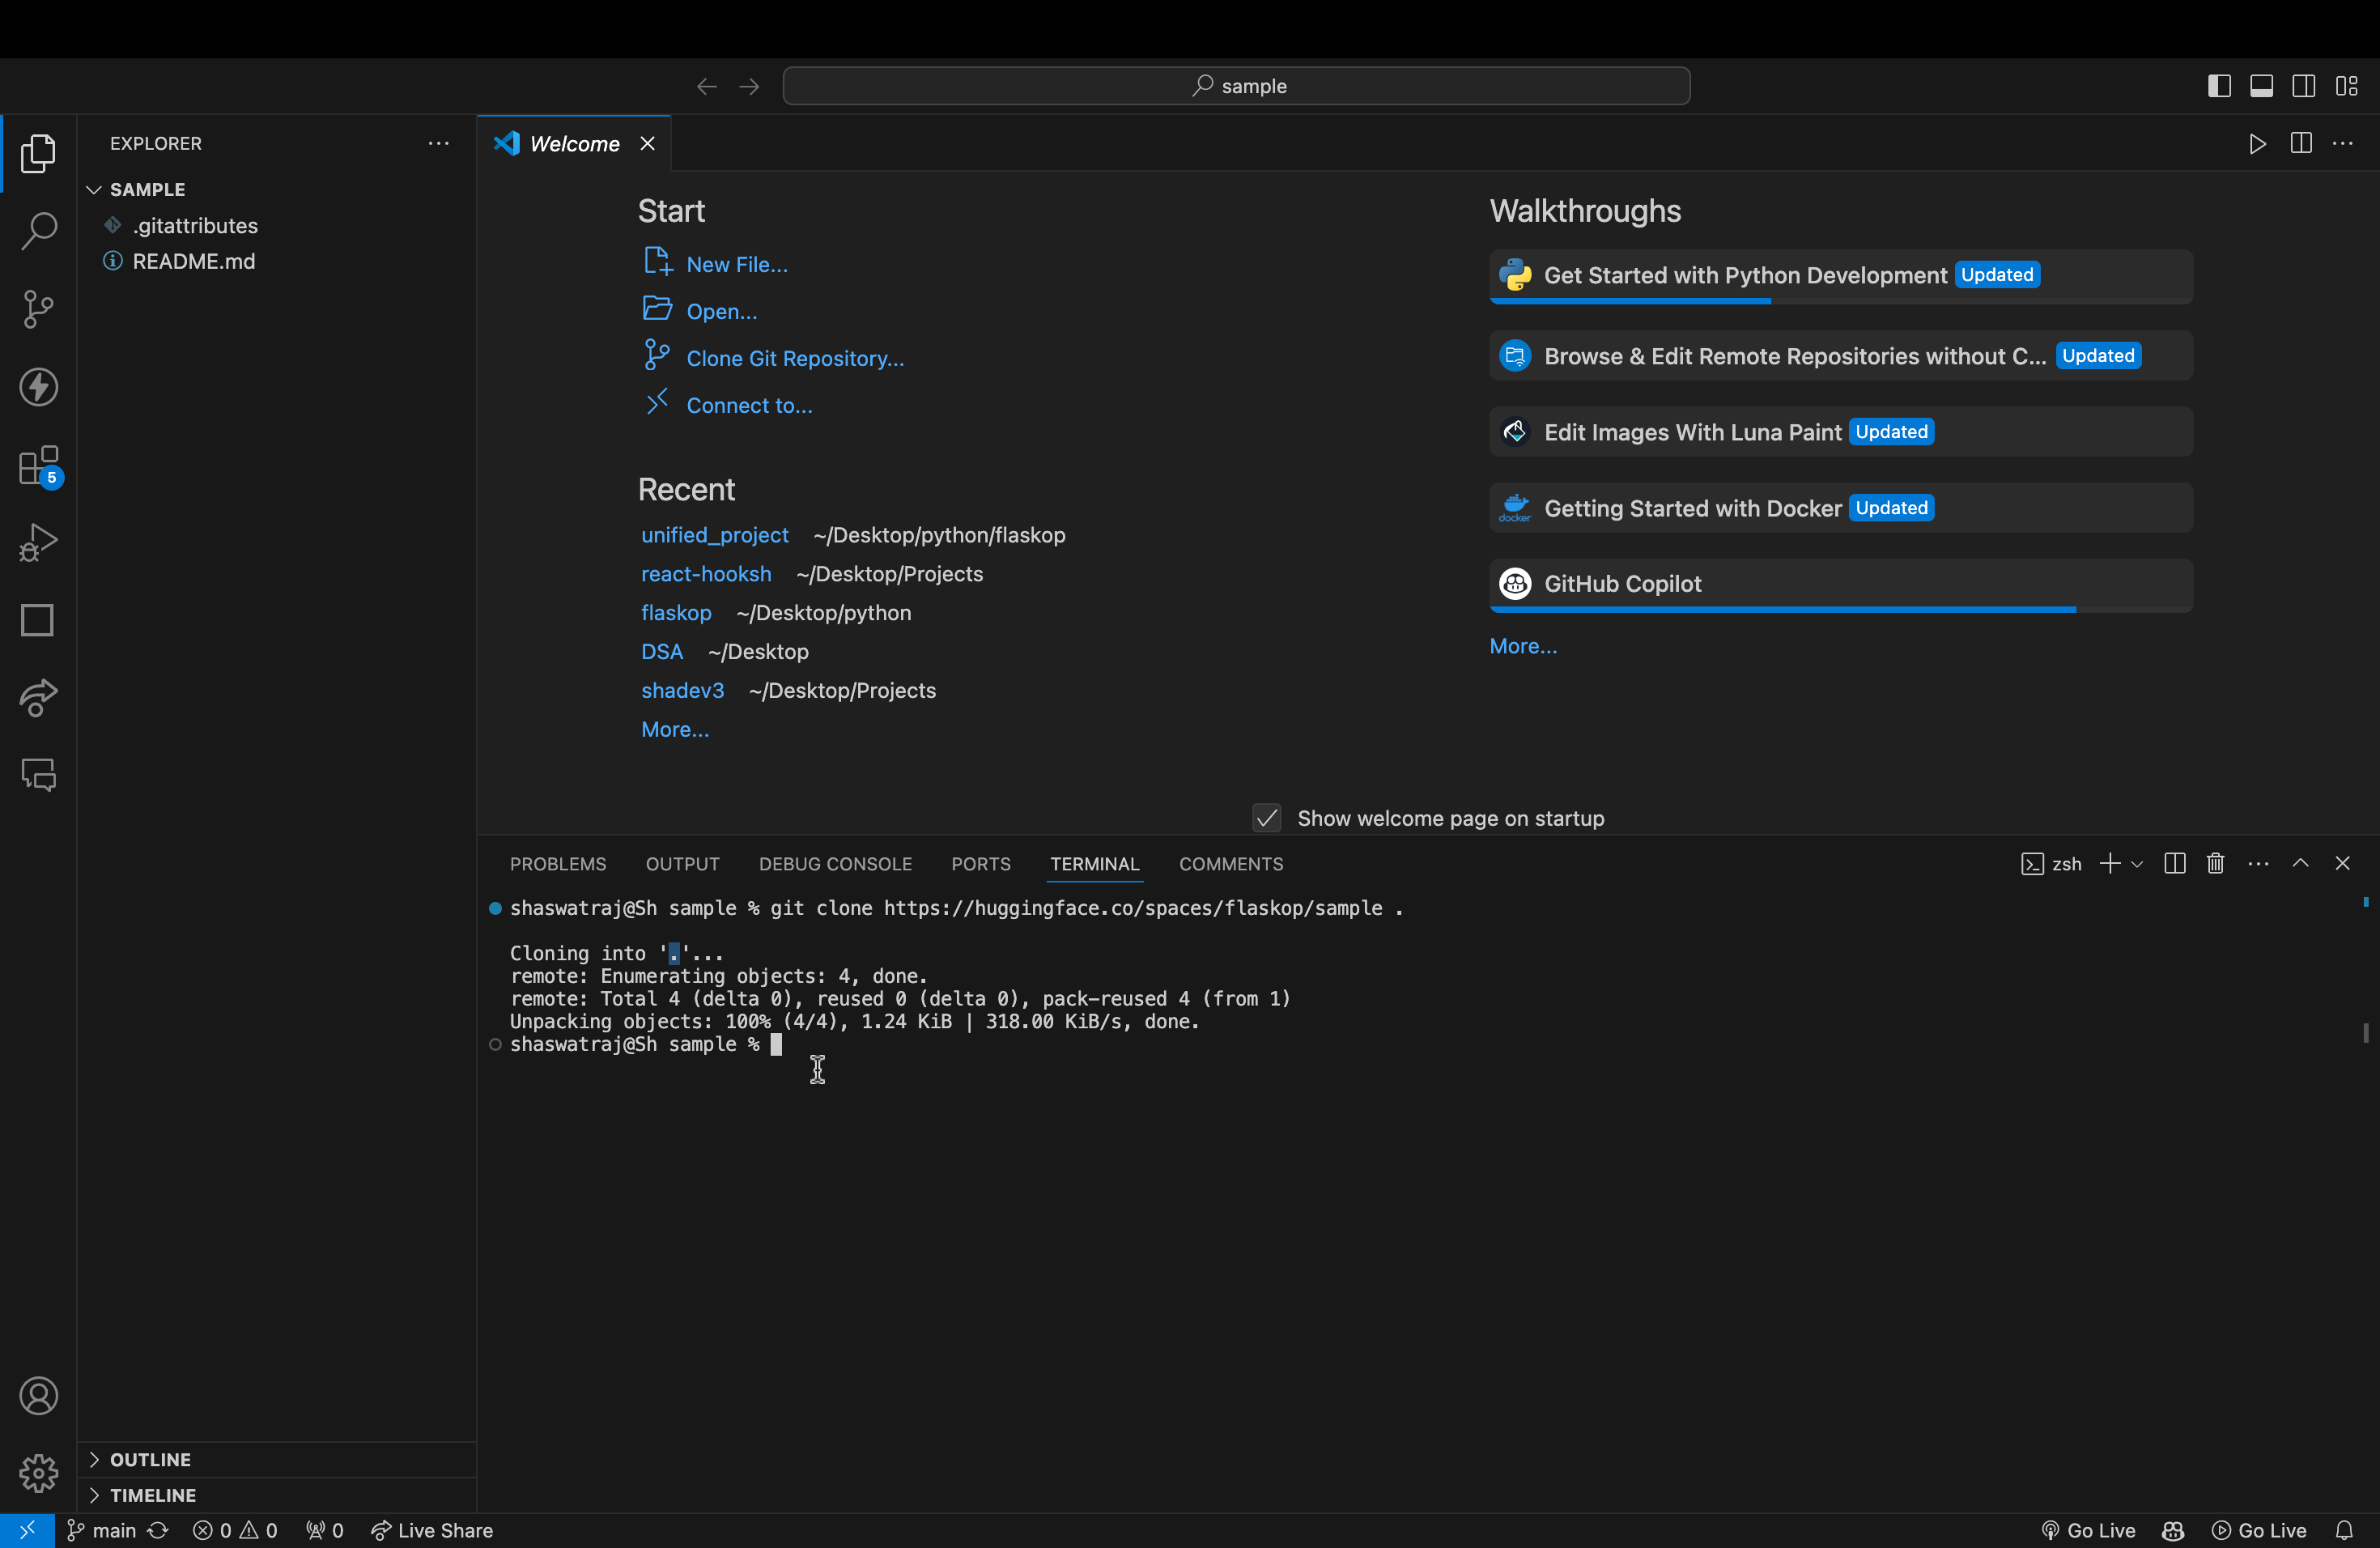 sample
EXPLORER
SAMPLE
.gitattributes
README.md
5
OUTLINE
TIMELINE
Welcome
Start
New File...
Open...
Clone Git Repository...
Connect to...
Recent
unified_project ~/Desktop/python/flaskop
react-hooksh ~/Desktop/Projects
flaskop ~/Desktop/python
DSA ~/Desktop
shadev3 ~/Desktop/Projects
More...
Walkthroughs
Get Started with Python Development Updated
Browse & Edit Remote Repositories without C... Updated
Edit Images With Luna Paint Updated
docker
Getting Started with Docker Updated
GitHub Copilot
More...
Show welcome page on startup
PROBLEMS OUTPUT DEBUG CONSOLE PORTS TERMINAL COMMENTS
zsh
shaswatraj@Sh sample % git clone https://huggingface.co/spaces/flaskop/sample .
Cloning into '.'...
remote: Enumerating objects: 4, done.
remote: Total 4 (delta 0), reused 0 (delta 0), pack-reused 4 (from 1)
Unpacking objects: 100% (4/4), 1.24 KiB | 318.00 KiB/s, done.
shaswatraj@Sh sample %
main 0 0 0 Live Share Go Live Go Live